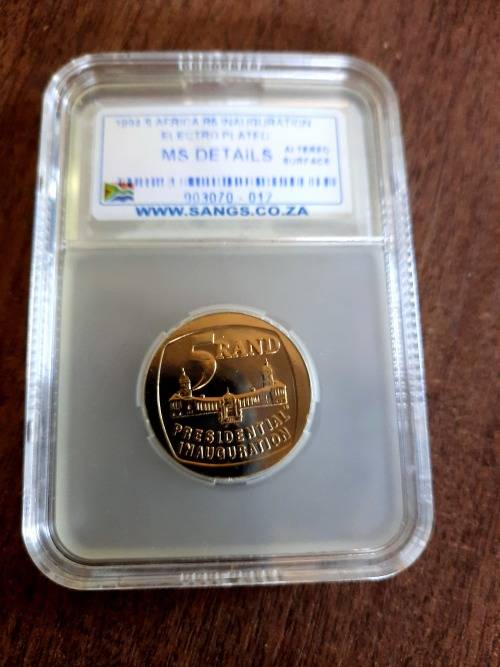 1994 S AFRICA R5 INAUGURATION
ELECTRO PLATED
MS DETAILS
ALTERED
SURFACE
903070 - 017
WWW.SANGS.CO.ZA
5 RAND
PRESIDENTIAL
INAUGURATION